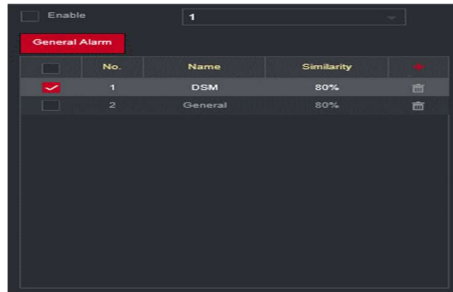 Enable 1
General Alarm
No. Name Similarity
1 DSM 80%
2 General 80%